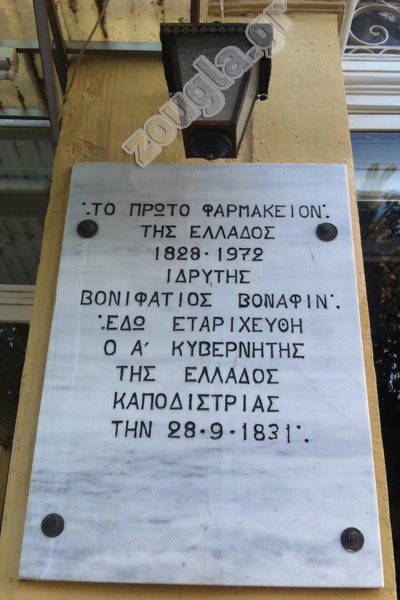 zougla.gr
∴ΤΟ ΠΡΩΤΟ ΦΑΡΜΑΚΕΙΟΝ∴
ΤΗΣ ΕΛΛΑΔΟΣ
1828·1972
ΙΔΡΥΤΗΣ
ΒΟΝΙΦΑΤΙΟΣ ΒΟΝΑΦΙΝ∴
∴ΕΔΩ ΕΤΑΡΙΧΕΥΘΗ
Ο Α' ΚΥΒΕΡΝΗΤΗΣ
ΤΗΣ ΕΛΛΑΔΟΣ
ΚΑΠΟΔΙΣΤΡΙΑΣ
ΤΗΝ 28·9·1831∴